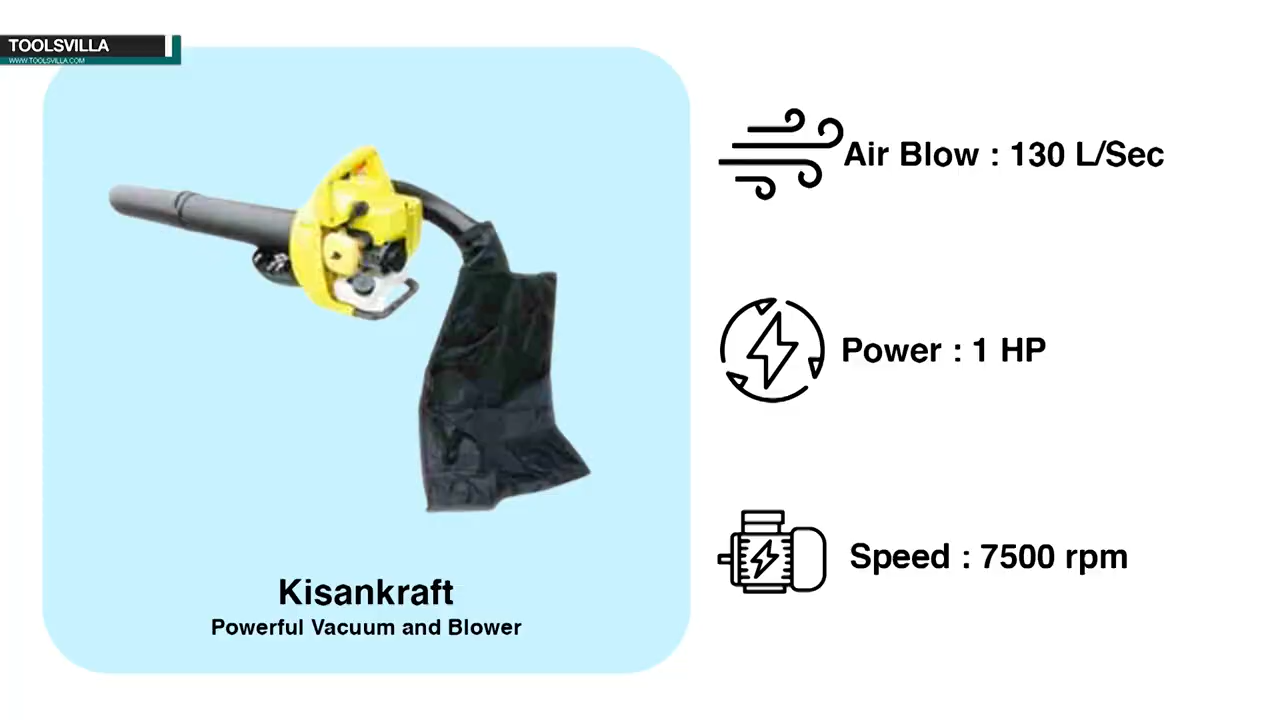 TOOLSVILLA
WWW.TOOLSVILLA.COM
Air Blow : 130 L/Sec
Power : 1 HP
Speed : 7500 rpm
Kisankraft
Powerful Vacuum and Blower